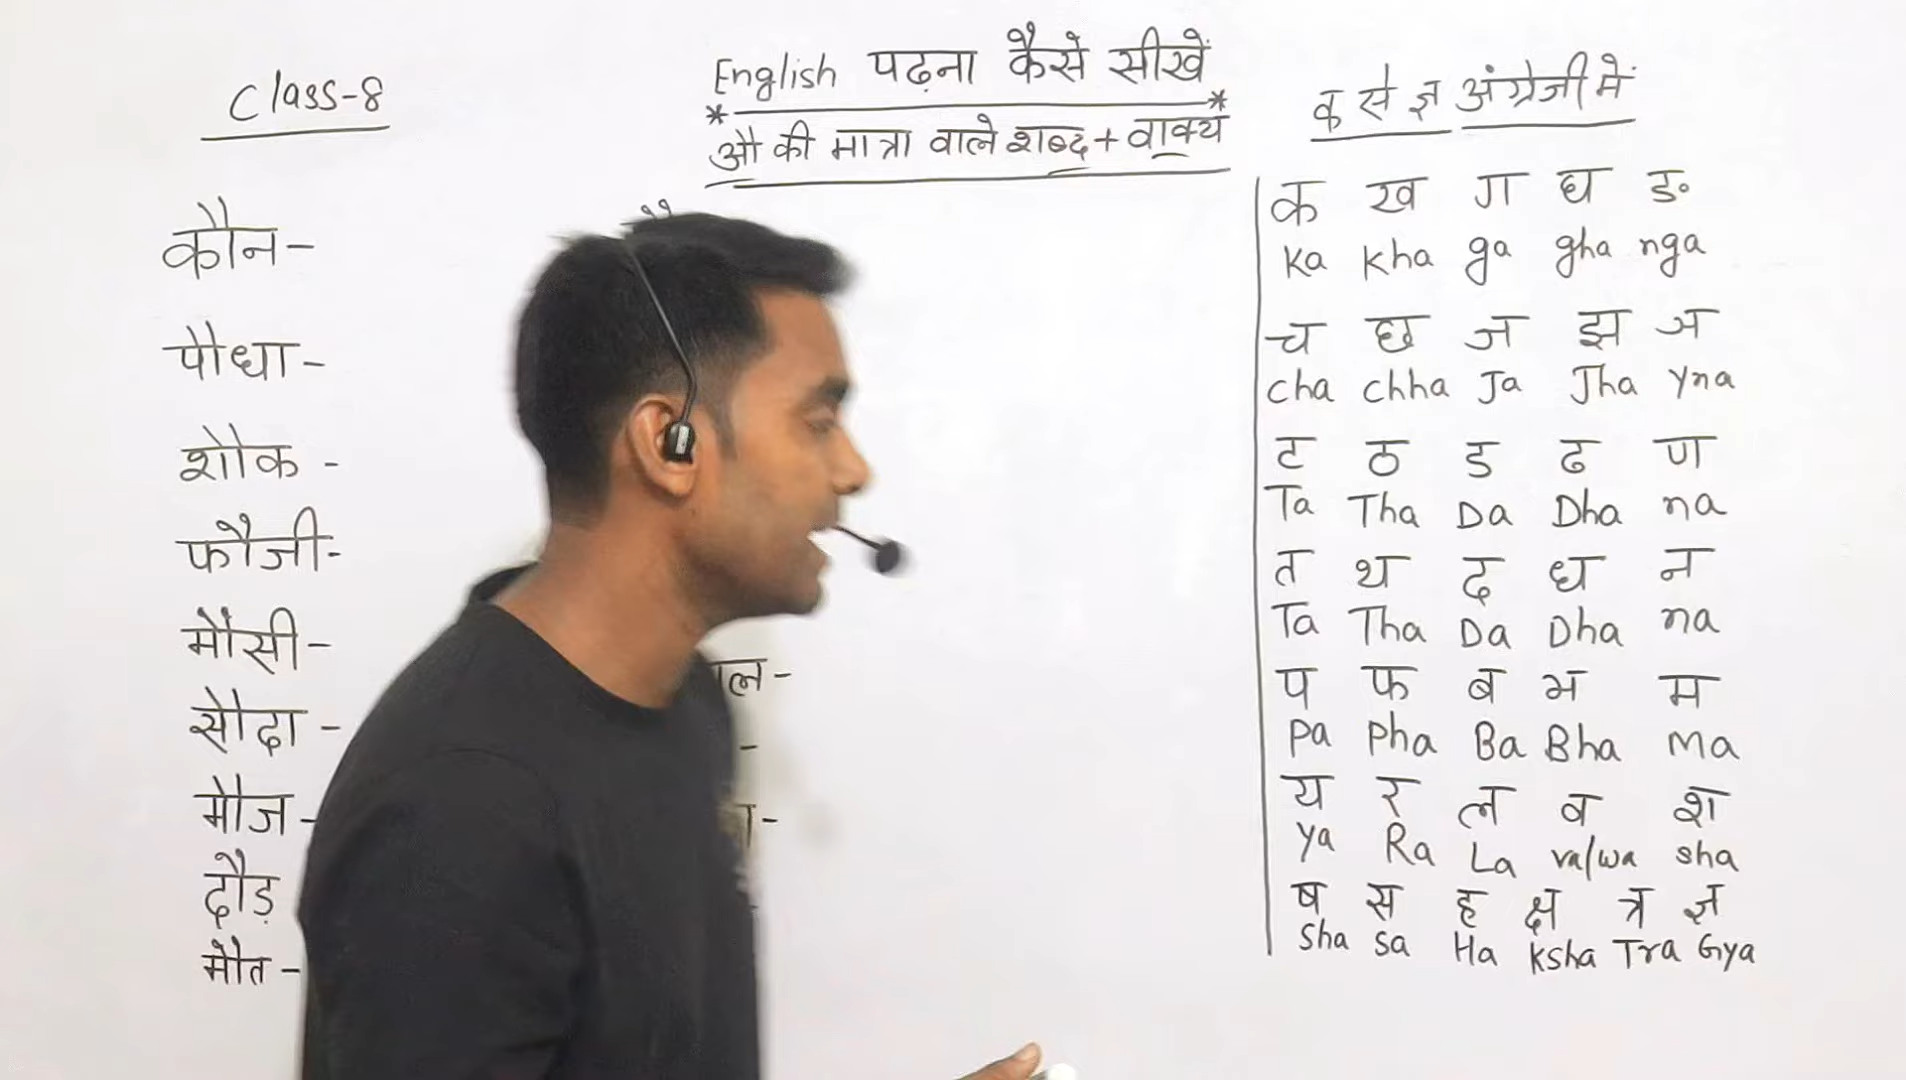 Class-8
English पढ़ना कैसे सीखें
औ की मात्रा वाले शब्द + वाक्य
क से ज्ञ अंग्रेजी में
कौन-
पौधा-
शौक -
फौजी-
मौसी-
सौदा -
मौज -
दौड़
मौत -
क ख ग घ ङ
Ka Kha ga gha nga
च छ ज झ ञ
cha chha Ja Jha yna
ट ठ ड ढ ण
Ta Tha Da Dha na
त थ द ध न
Ta Tha Da Dha na
प फ ब भ म
Pa Pha Ba Bha Ma
य र ल व श
Ya Ra La va/wa sha
ष स ह क्ष त्र ज्ञ
Sha Sa Ha Ksha Tra Gya